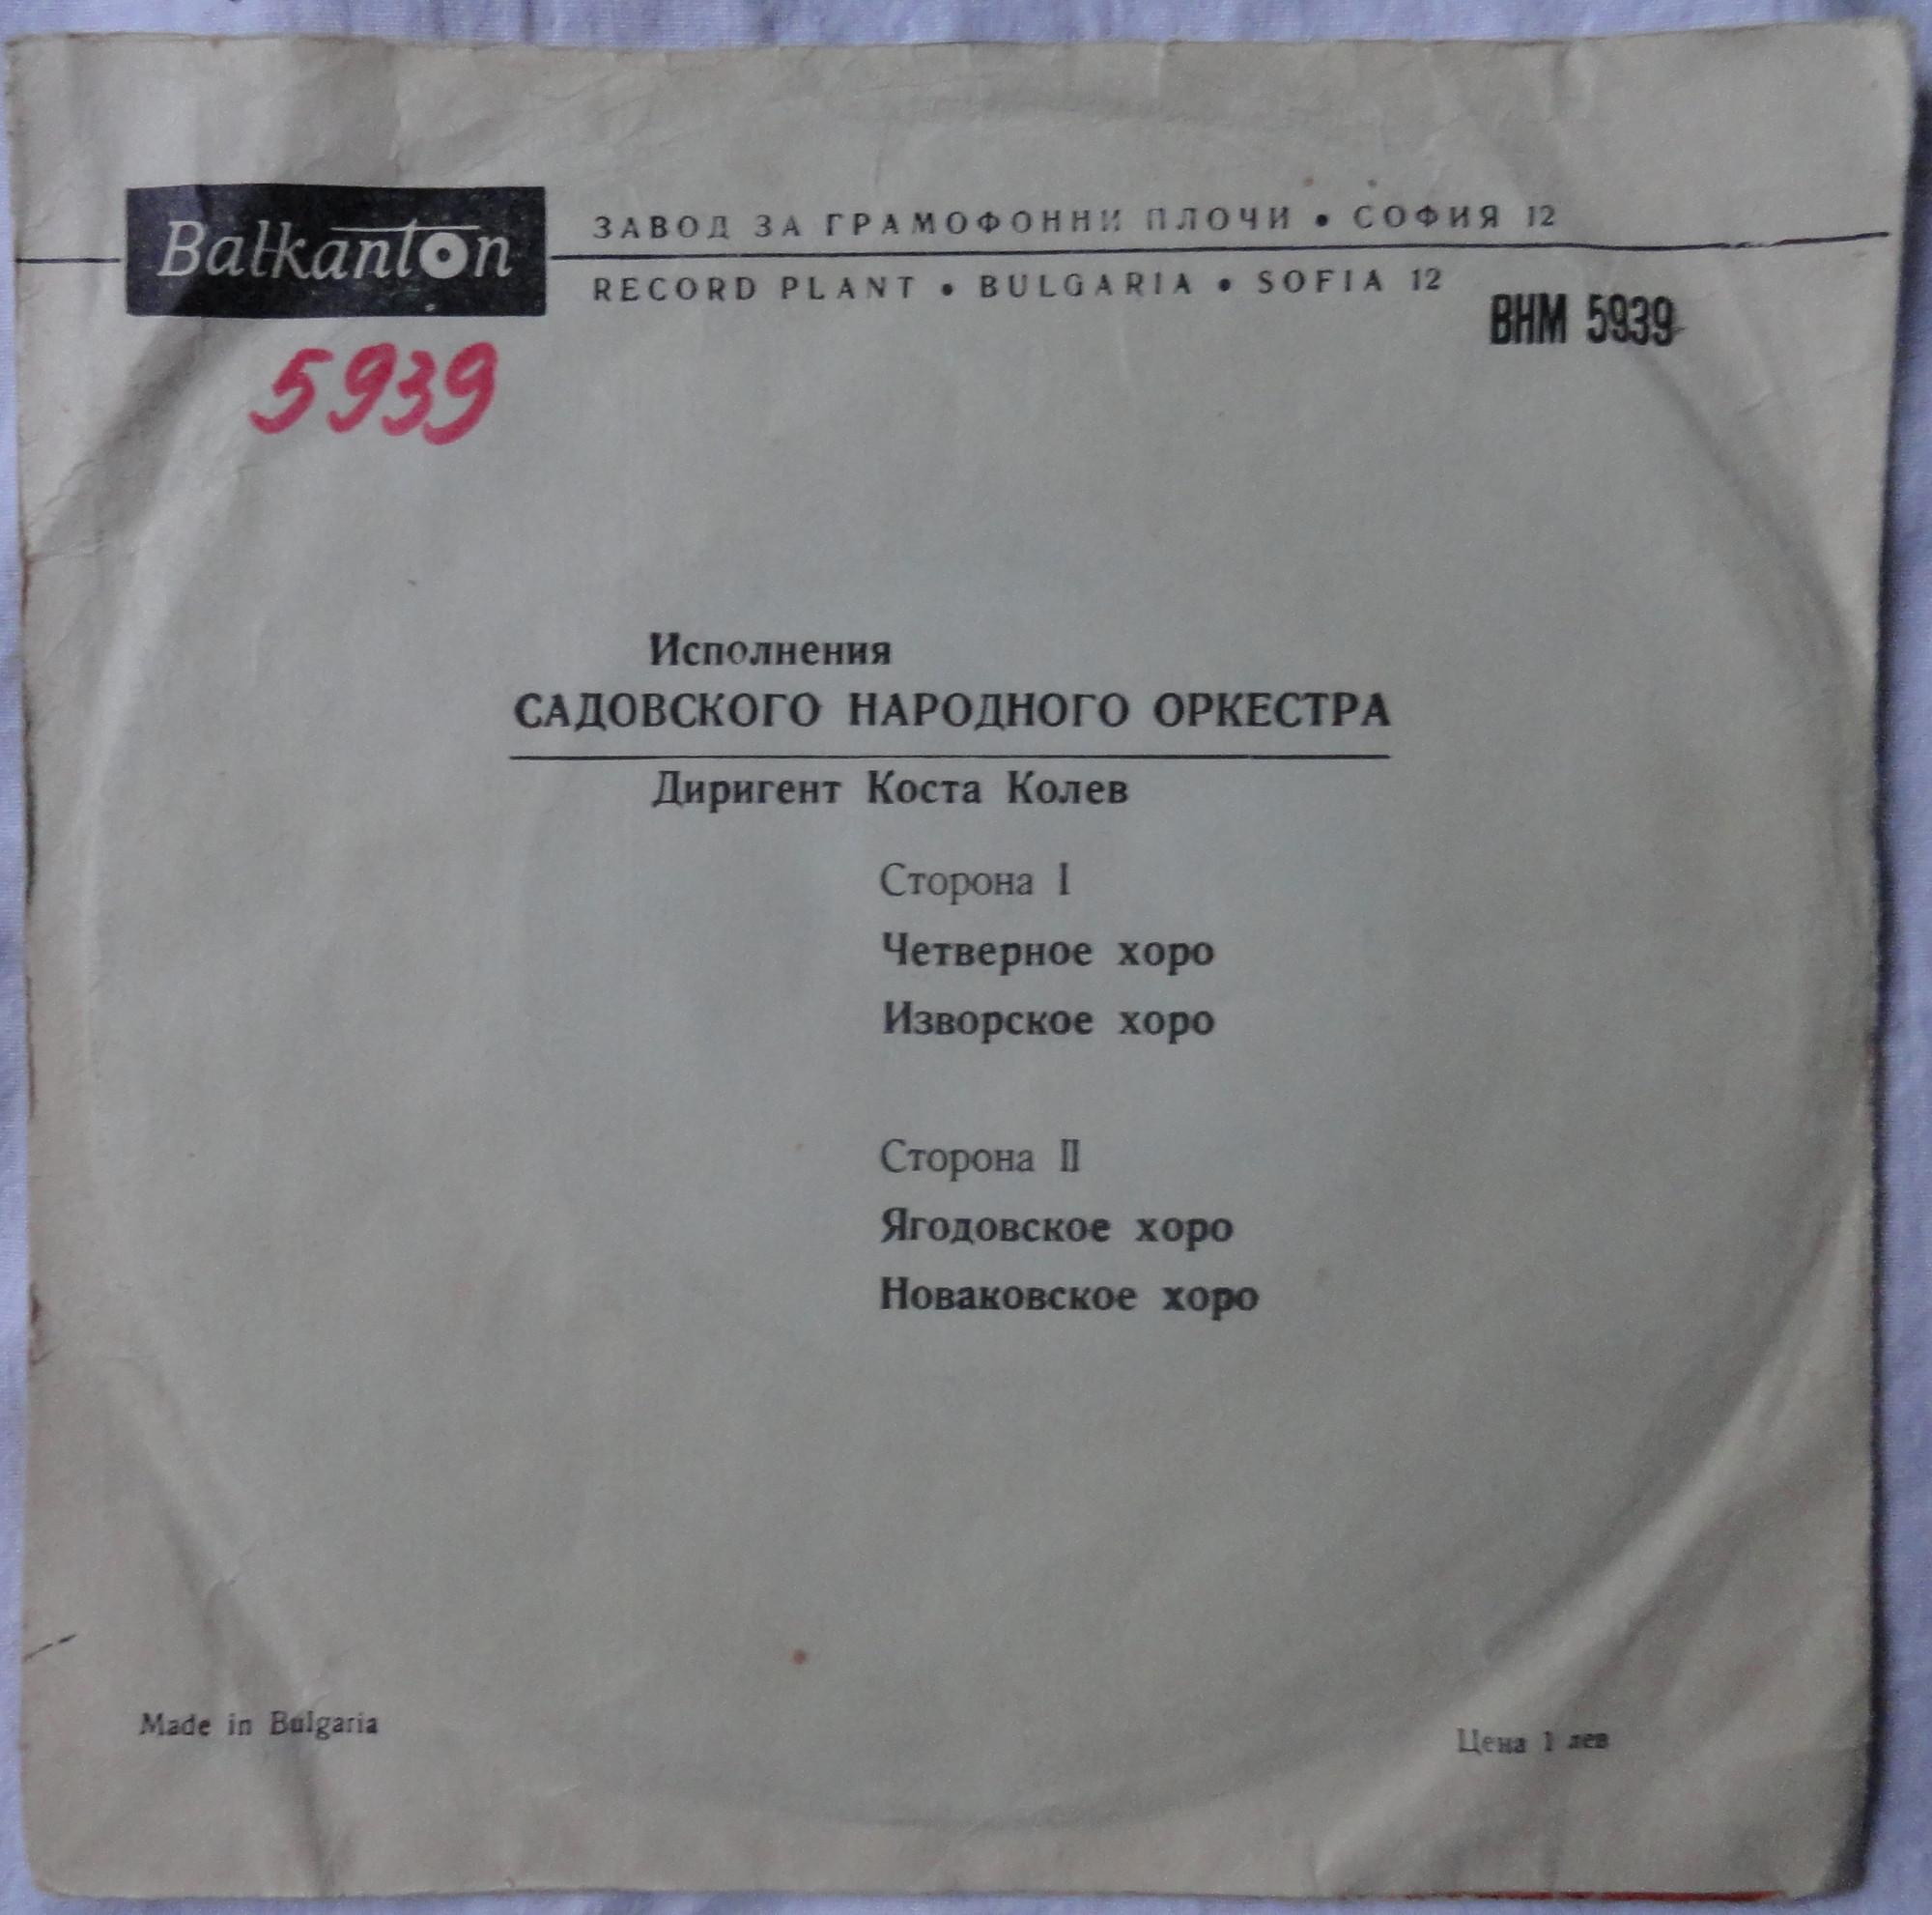 Balkanton
ЗАВОД ЗА ГРАМОФОННИ ПЛОЧИ • СОФИЯ 12
RECORD PLANT • BULGARIA • SOFIA 12
ВНМ 5939
5939
Исполнения
САДОВСКОГО НАРОДНОГО ОРКЕСТРА
Диригент Коста Колев
Сторона I
Четверное хоро
Изворское хоро
Сторона II
Ягодовское хоро
Новаковское хоро
Made in Bulgaria
Цена 1 лев